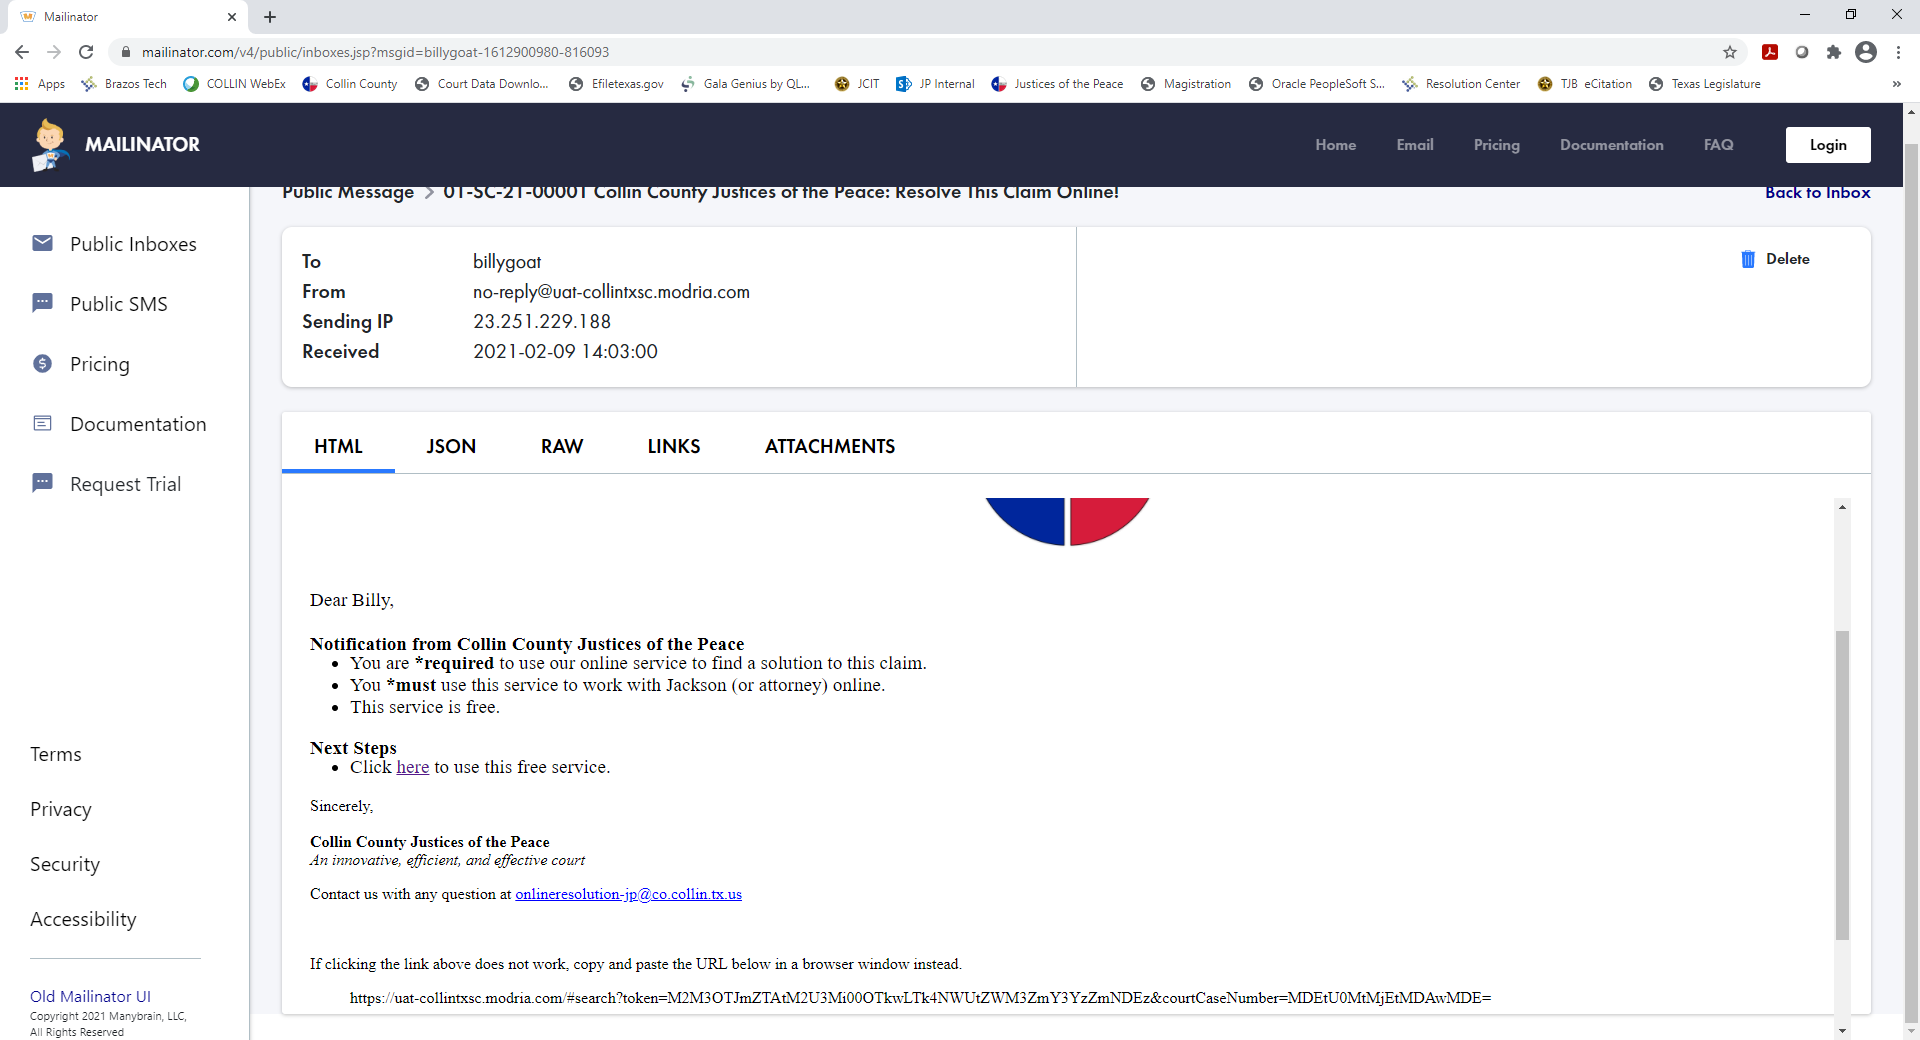 Mailinator
mailinator.com/v4/public/inboxes.jsp?msgid=billygoat-1612900980-816093
Apps Brazos Tech COLLIN WebEx Collin County Court Data Downlo... Efiletexas.gov Gala Genius by QL... JCIT JP Internal Justices of the Peace Magistration Oracle PeopleSoft S... Resolution Center TJB eCitation Texas Legislature »
MAILINATOR Home Email Pricing Documentation FAQ Login
Public Message > 01-SC-21-00001 Collin County Justices of the Peace: Resolve This Claim Online! Back to Inbox
Public Inboxes
Public SMS
Pricing
Documentation
Request Trial
Terms
Privacy
Security
Accessibility
Old Mailinator UI
Copyright 2021 Manybrain, LLC,
All Rights Reserved
To billygoat
From no-reply@uat-collintxsc.modria.com
Sending IP 23.251.229.188
Received 2021-02-09 14:03:00
Delete
HTML JSON RAW LINKS ATTACHMENTS
Dear Billy,
Notification from Collin County Justices of the Peace
• You are *required to use our online service to find a solution to this claim.
• You *must use this service to work with Jackson (or attorney) online.
• This service is free.
Next Steps
• Click here to use this free service.
Sincerely,
Collin County Justices of the Peace
An innovative, efficient, and effective court
Contact us with any question at onlineresolution-jp@co.collin.tx.us
If clicking the link above does not work, copy and paste the URL below in a browser window instead.
https://uat-collintxsc.modria.com/#search?token=M2M3OTJmZTAtM2U3Mi00OTkwLTk4NWUtZWM3ZmY3YzZmNDEz&courtCaseNumber=MDEtU0MtMjEtMDAwMDE=